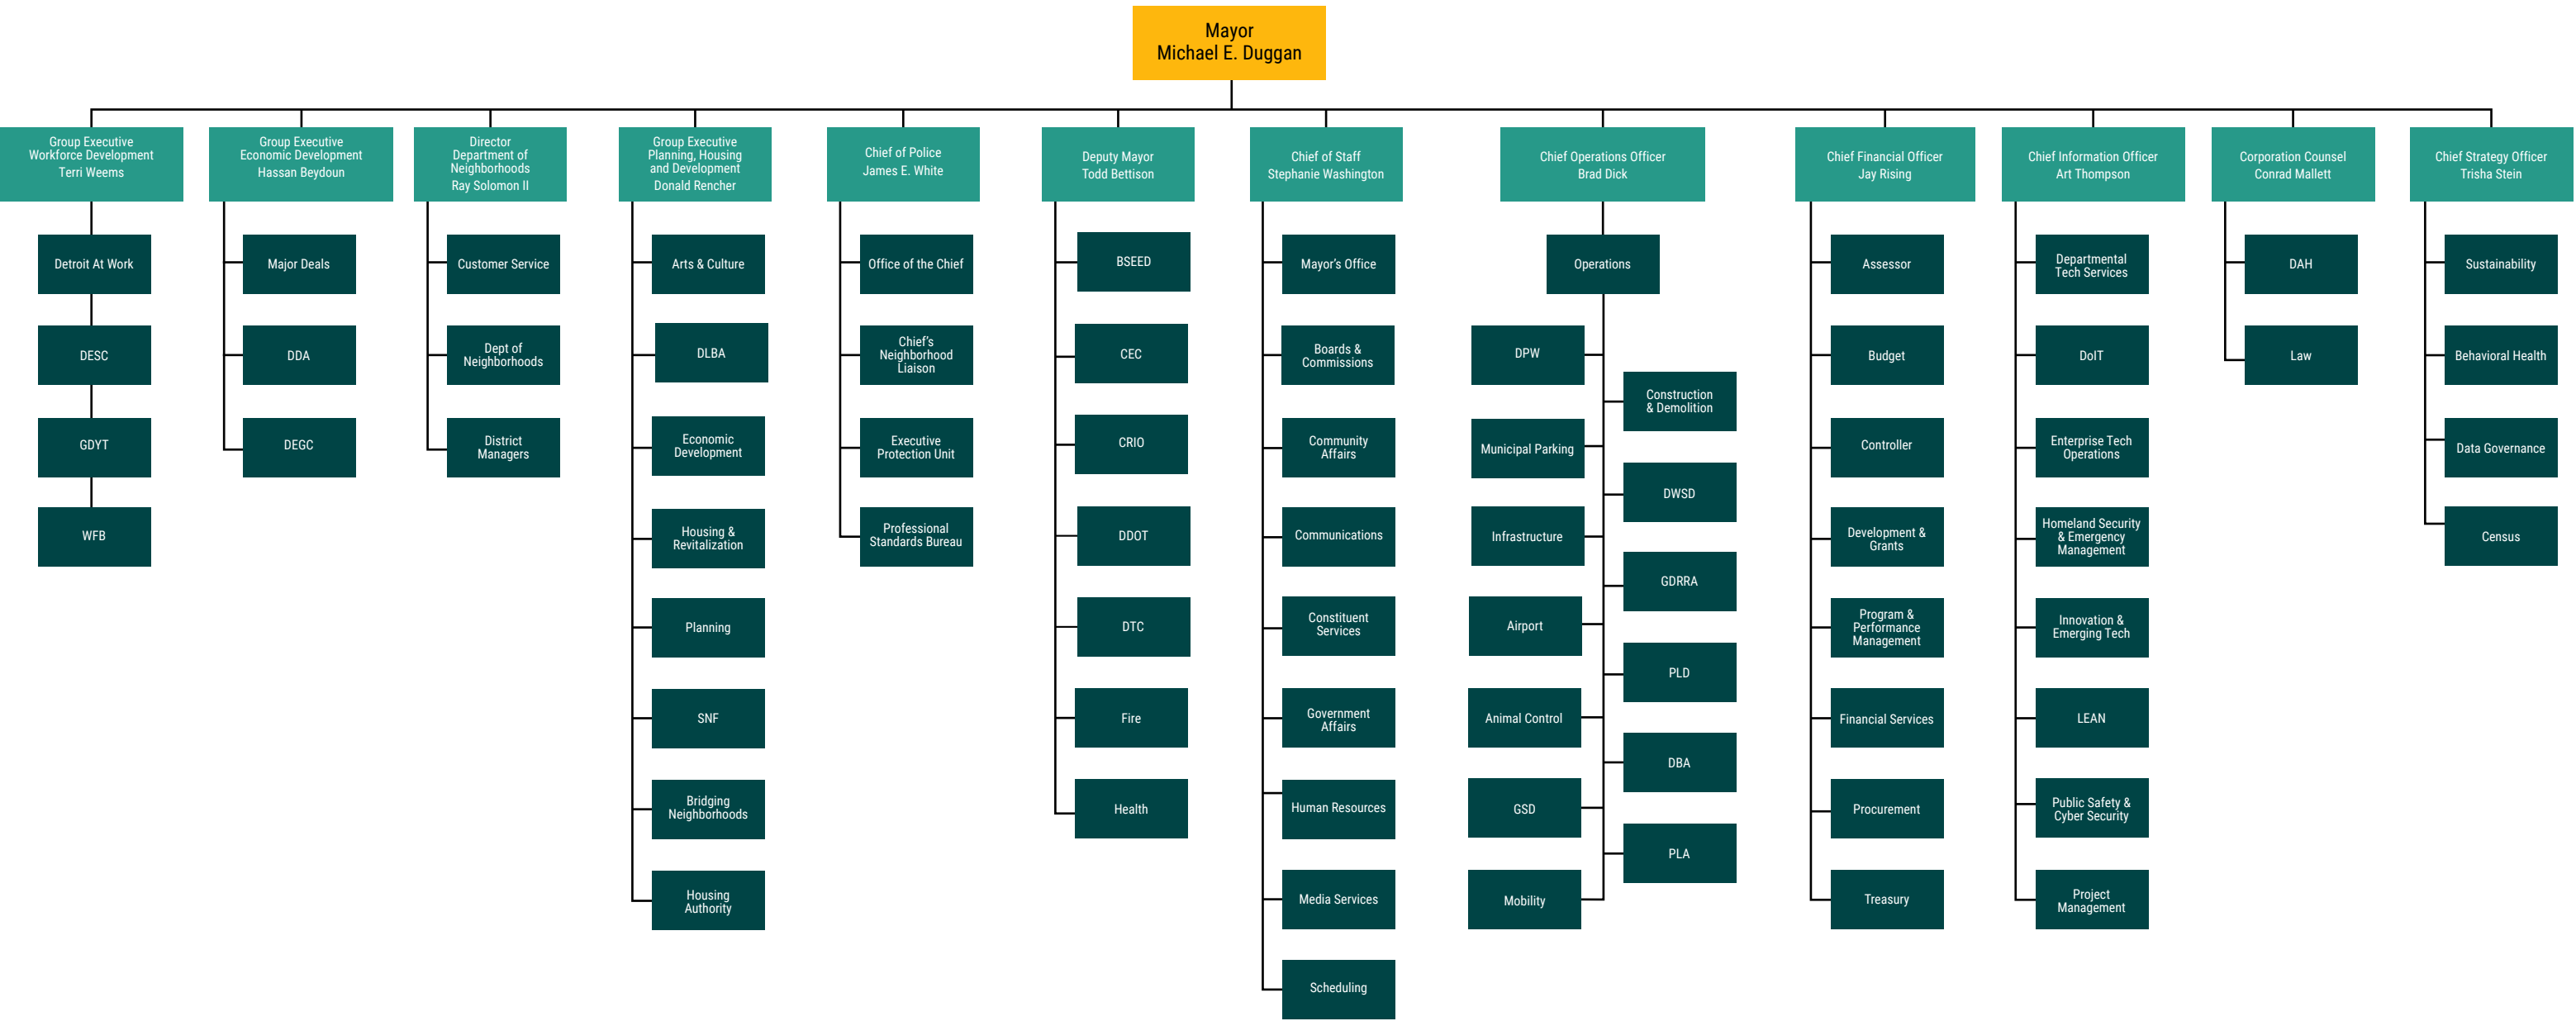 Mayor
Michael E. Duggan
Group Executive
Workforce Development
Terri Weems
Detroit At Work
DESC
GDYT
WFB
Group Executive
Economic Development
Hassan Beydoun
Major Deals
DDA
DEGC
Director
Department of
Neighborhoods
Ray Solomon II
Customer Service
Dept of
Neighborhoods
District
Managers
Group Executive
Planning, Housing
and Development
Donald Rencher
Arts & Culture
DLBA
Economic
Development
Housing &
Revitalization
Planning
SNF
Bridging
Neighborhoods
Housing
Authority
Chief of Police
James E. White
Office of the Chief
Chief's
Neighborhood
Liaison
Executive
Protection Unit
Professional
Standards Bureau
Deputy Mayor
Todd Bettison
BSEED
CEC
CRIO
DDOT
DTC
Fire
Health
Chief of Staff
Stephanie Washington
Mayor's Office
Boards &
Commissions
Community
Affairs
Communications
Constituent
Services
Government
Affairs
Human Resources
Media Services
Scheduling
Chief Operations Officer
Brad Dick
Operations
DPW
Construction
& Demolition
Municipal Parking
DWSD
Infrastructure
GDRRA
Airport
PLD
Animal Control
DBA
GSD
PLA
Mobility
Chief Financial Officer
Jay Rising
Assessor
Budget
Controller
Development &
Grants
Program &
Performance
Management
Financial Services
Procurement
Treasury
Chief Information Officer
Art Thompson
Departmental
Tech Services
DoIT
Enterprise Tech
Operations
Homeland Security
& Emergency
Management
Innovation &
Emerging Tech
LEAN
Public Safety &
Cyber Security
Project
Management
Corporation Counsel
Conrad Mallett
DAH
Law
Chief Strategy Officer
Trisha Stein
Sustainability
Behavioral Health
Data Governance
Census